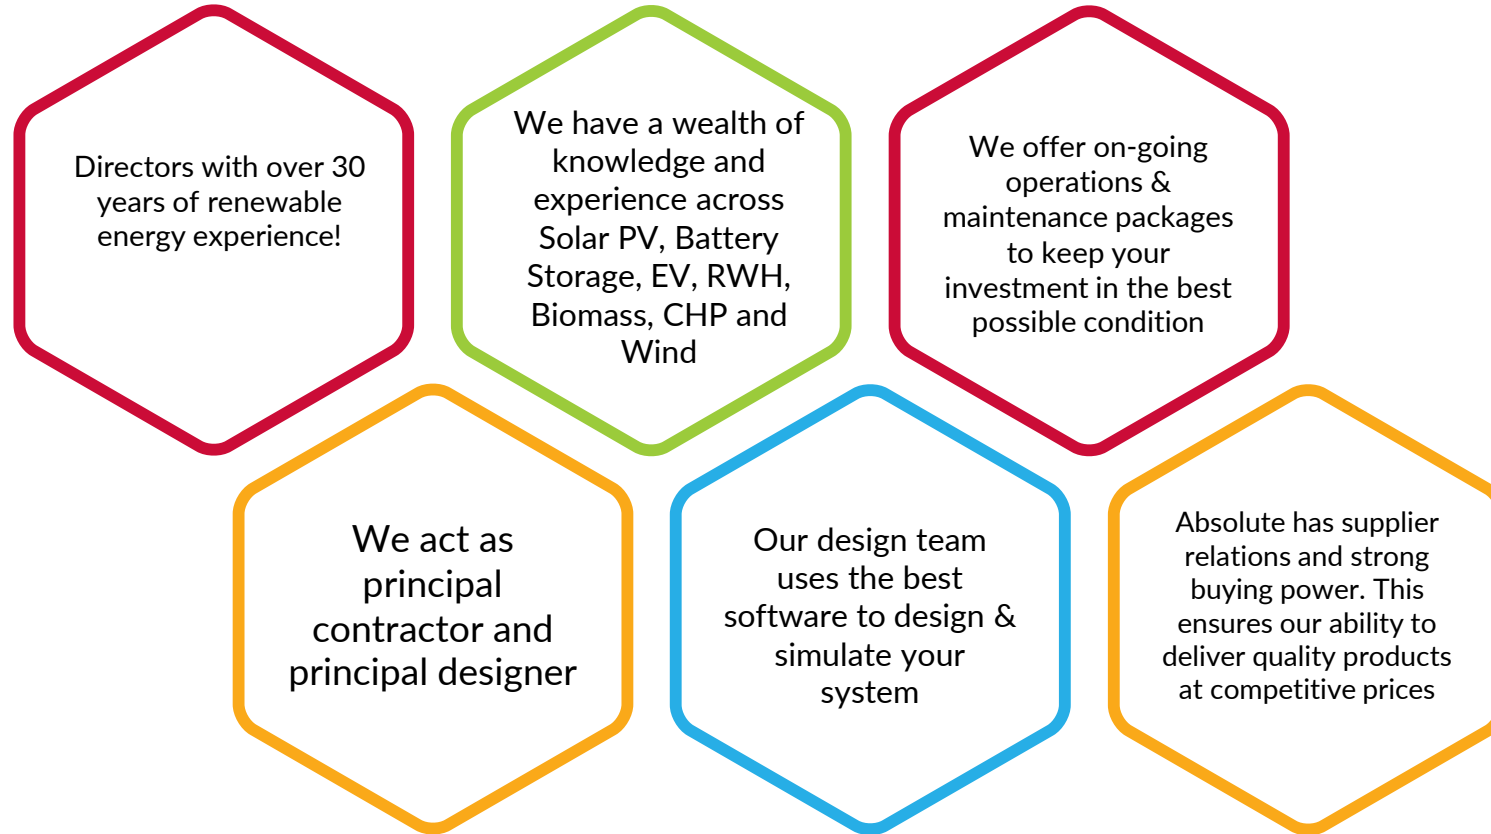 Directors with over 30
years of renewable
energy experience!
We have a wealth of
knowledge and
experience across
Solar PV, Battery
Storage, EV, RWH,
Biomass, CHP and
Wind
We offer on-going
operations &
maintenance packages
to keep your
investment in the best
possible condition
We act as
principal
contractor and
principal designer
Our design team
uses the best
software to design &
simulate your
system
Absolute has supplier
relations and strong
buying power. This
ensures our ability to
deliver quality products
at competitive prices